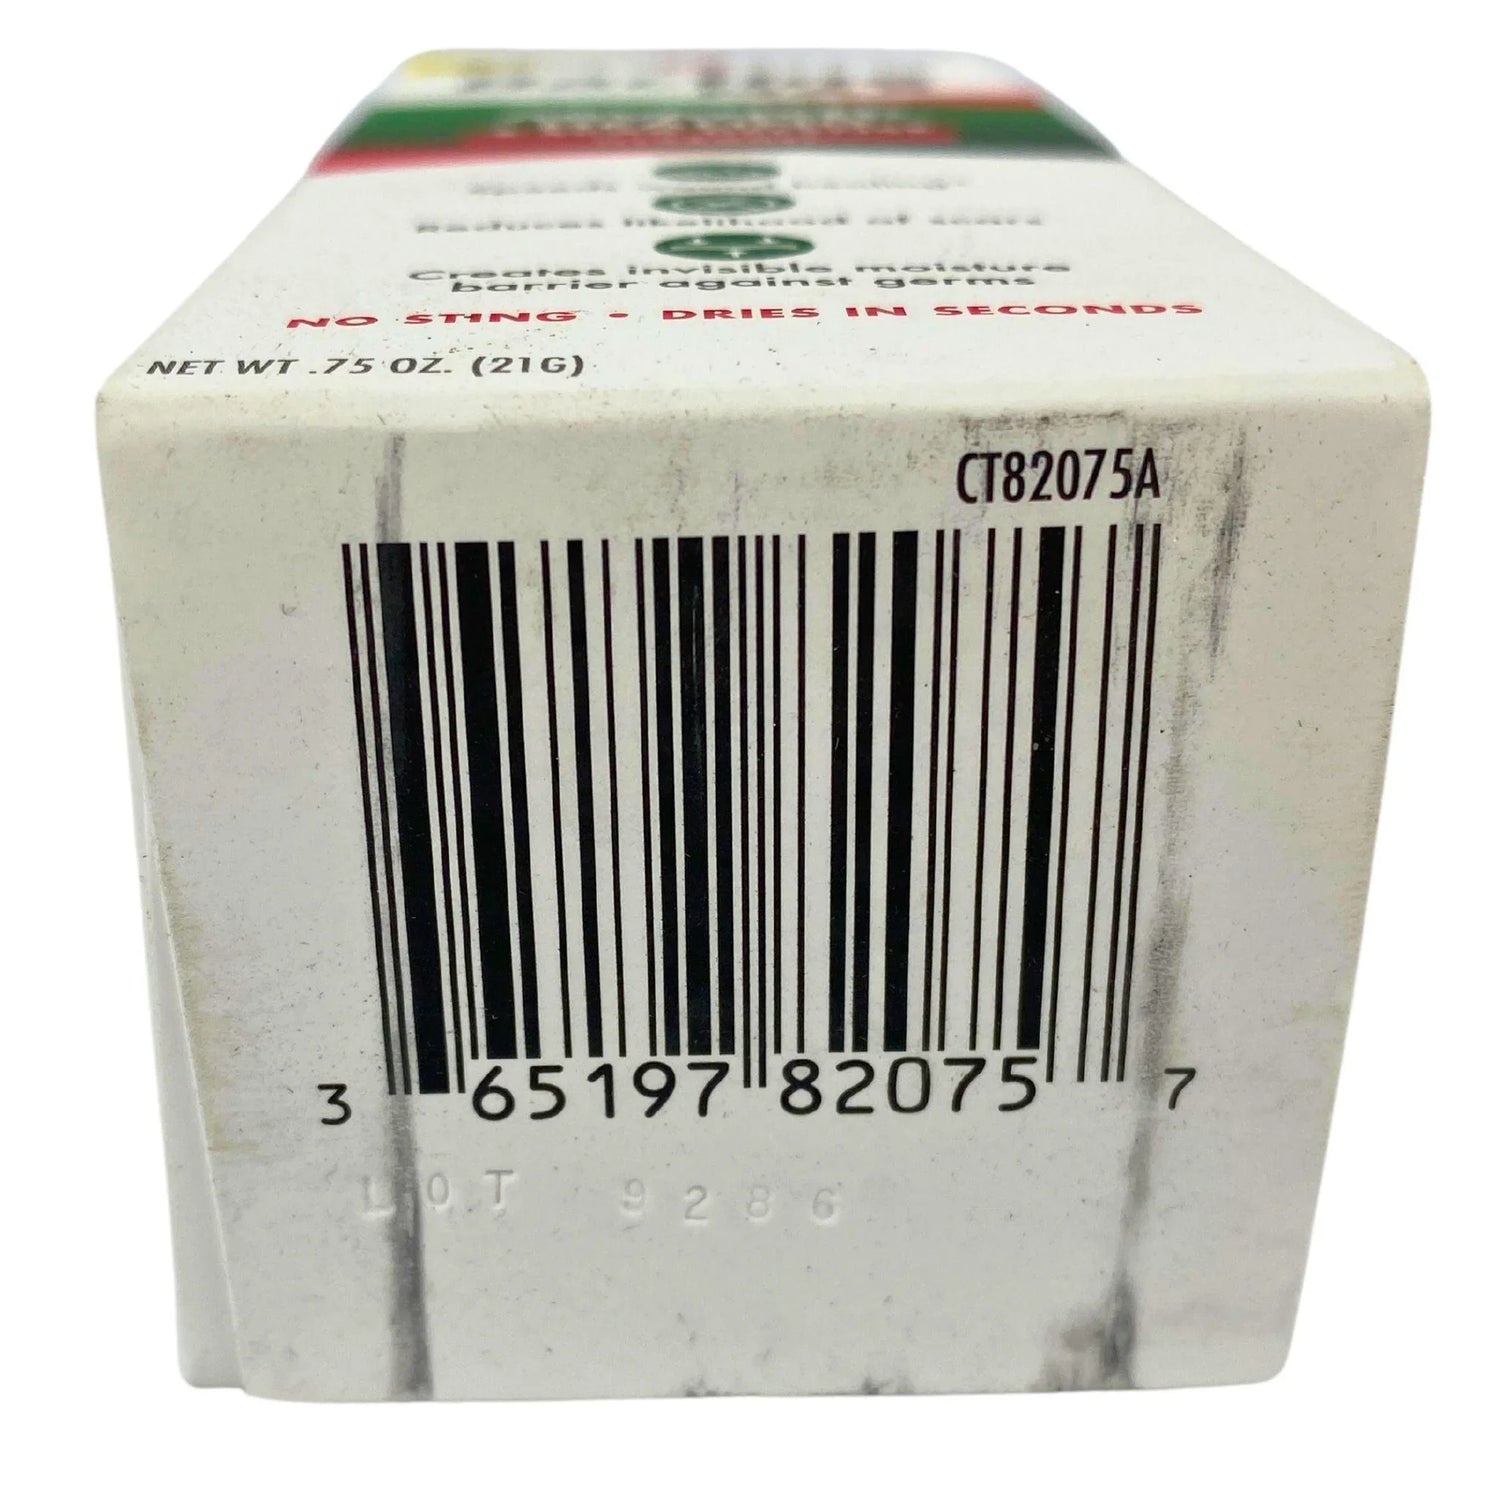 Speeds wound healing*
Reduces likelihood of scars
Creates invisible moisture
barrier against germs
NO STING • DRIES IN SECONDS
NET WT .75 OZ. (21G)
CT82075A
3 65197 82075 7
LOT 9286